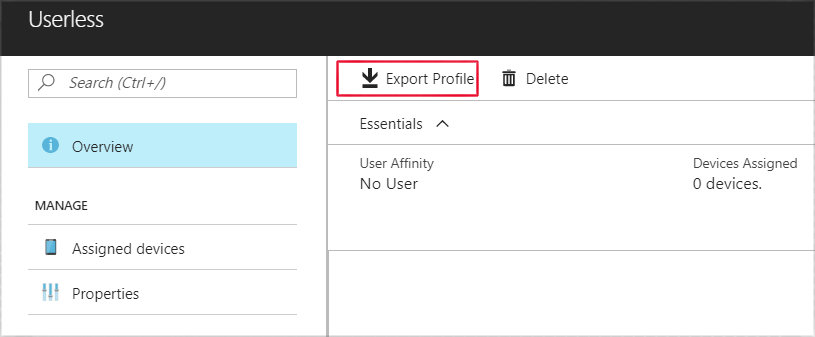 Userless
Search (Ctrl+/)
Overview
MANAGE
Assigned devices
Properties
Export Profile
Delete
Essentials
User Affinity
No User
Devices Assigned
0 devices.